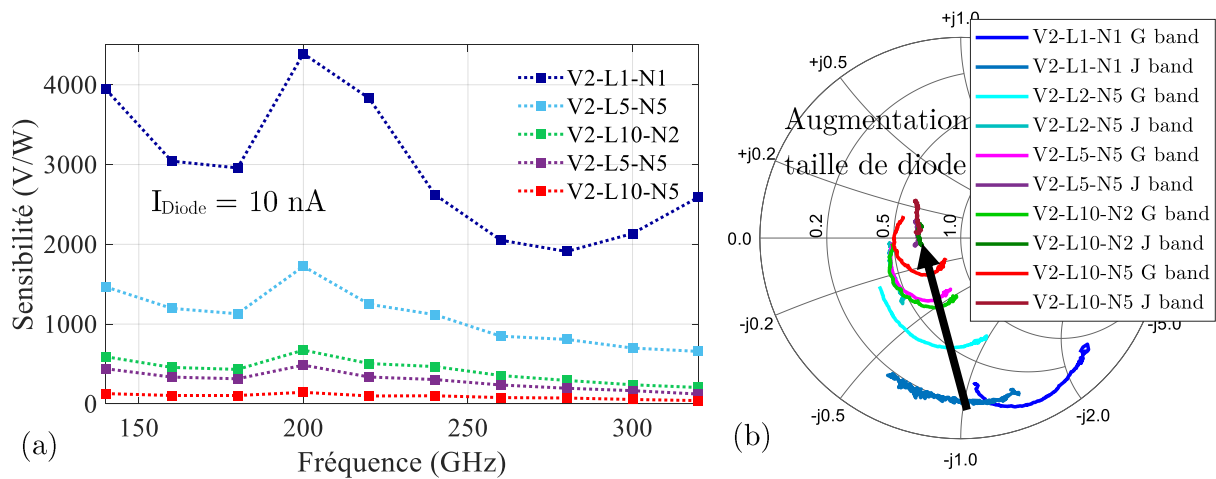 Sensibilité (V/W)
4000
3000
2000
1000
0
150
200
250
300
Fréquence (GHz)
I_Diode = 10 nA
V2-L1-N1
V2-L5-N5
V2-L10-N2
V2-L5-N5
V2-L10-N5
(a)
+j1.0
+j0.5
+j0.2
0.0
0.2
0.5
1.0
-j0.2
-j0.5
-j1.0
-j2.0
-j5.0
Augmentation
taille de diode
V2-L1-N1 G band
V2-L1-N1 J band
V2-L2-N5 G band
V2-L2-N5 J band
V2-L5-N5 G band
V2-L5-N5 J band
V2-L10-N2 G band
V2-L10-N2 J band
V2-L10-N5 G band
V2-L10-N5 J band
(b)